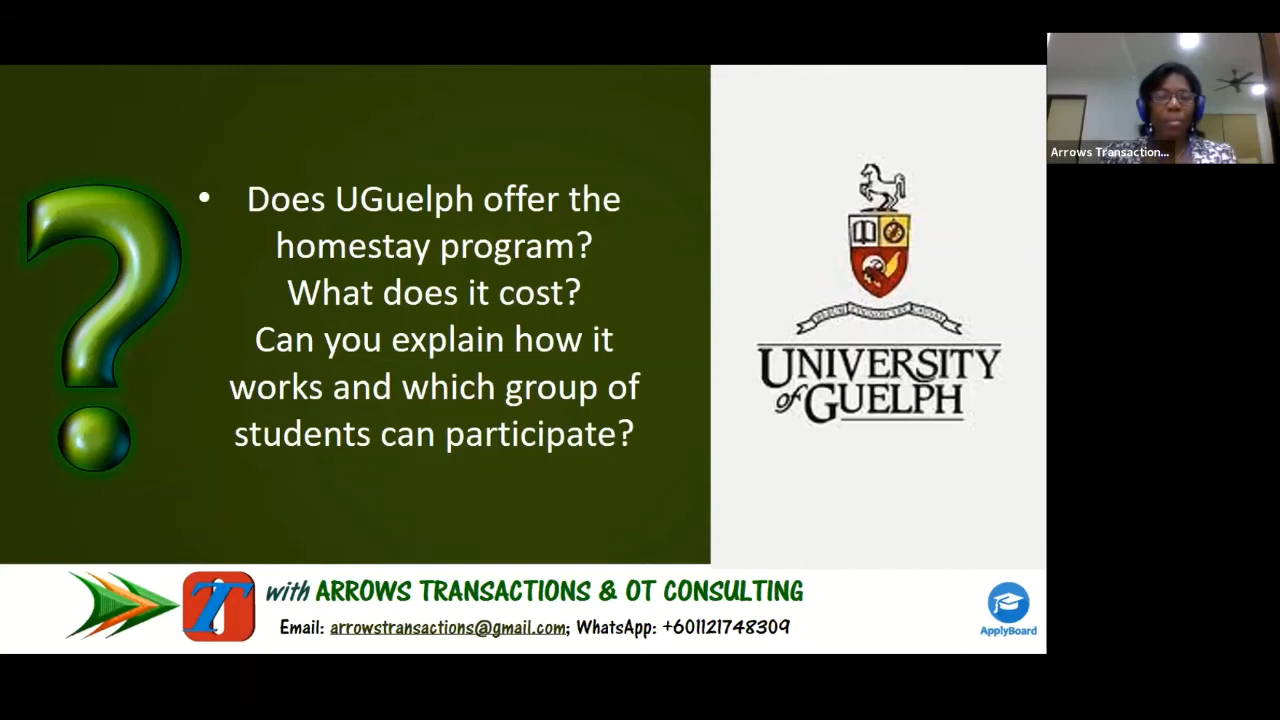 • Does UGuelph offer the
homestay program?
What does it cost?
Can you explain how it
works and which group of
students can participate?
UNIVERSITY
of GUELPH
Arrows Transaction...
with ARROWS TRANSACTIONS & OT CONSULTING
Email: arrowstransactions@gmail.com; WhatsApp: +601121748309
ApplyBoard